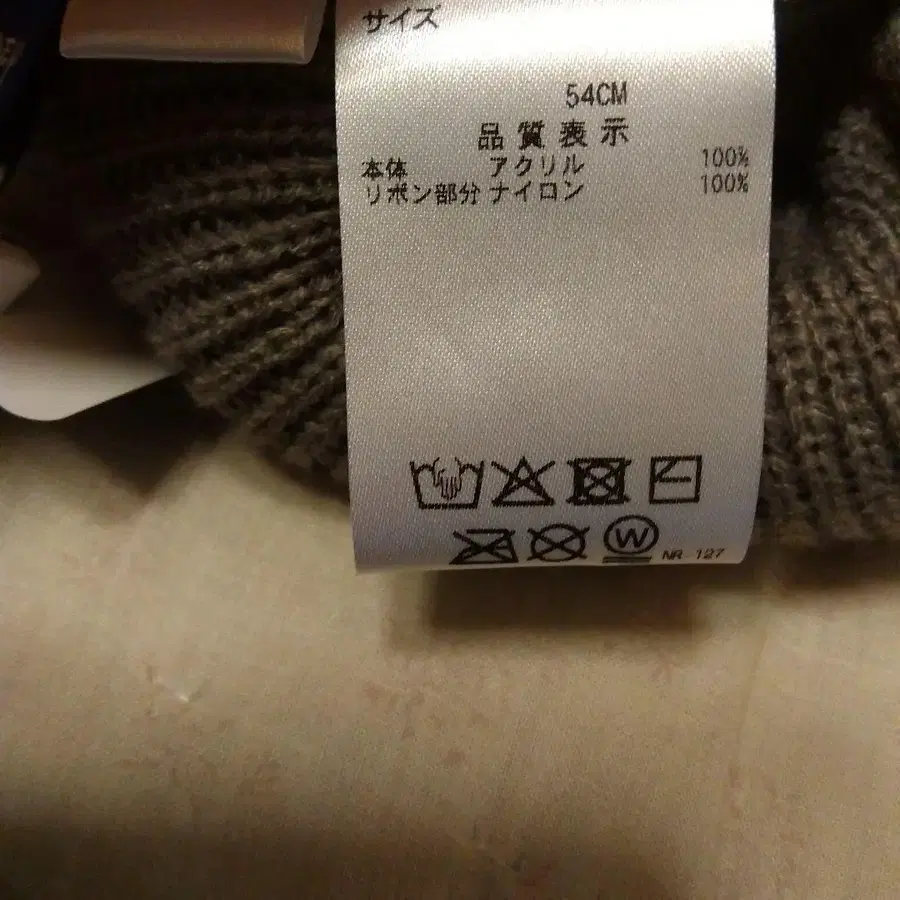 サイズ
54CM
品質表示
本体 アクリル 100%
リボン部分 ナイロン 100%
W
NR 127